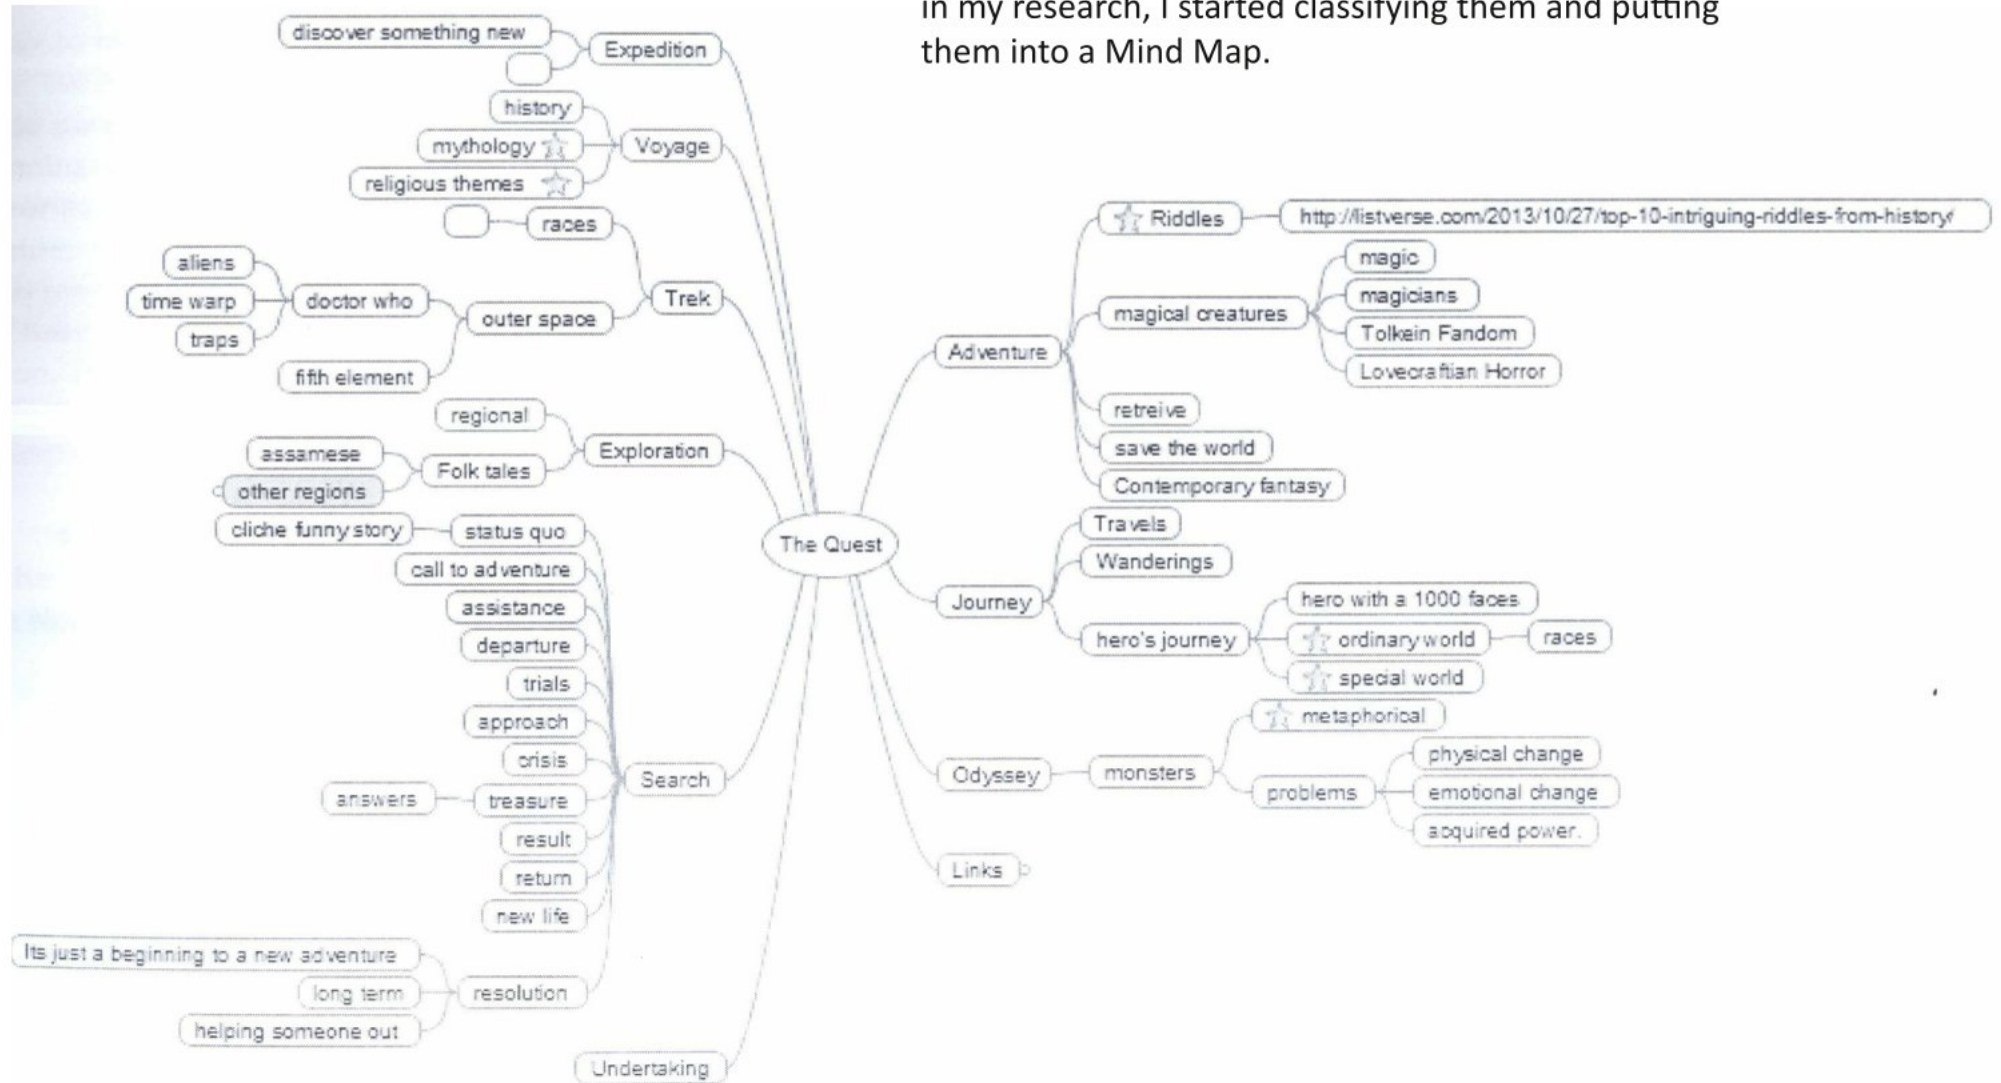 in my research, I started classifying them and putting
them into a Mind Map.
discover something new
Expedition
history
mythology
Voyage
religious themes
races
aliens
time warp
doctor who
traps
outer space
Trek
fifth element
regional
assamese
Folk tales
Exploration
other regions
cliche funny story
status quo
call to adventure
assistance
departure
trials
approach
crisis
Search
answers
treasure
result
return
new life
Its just a beginning to a new adventure
long term
resolution
helping someone out
Undertaking
The Quest
Riddles
http://listverse.com/2013/10/27/top-10-intriguing-riddles-from-history/
magic
magical creatures
magicians
Tolkein Fandom
Lovecraftian Horror
Adventure
retreive
save the world
Contemporary fantasy
Travels
Wanderings
Journey
hero's journey
hero with a 1000 faces
ordinary world
races
special world
Odyssey
monsters
metaphorical
problems
physical change
emotional change
acquired power.
Links